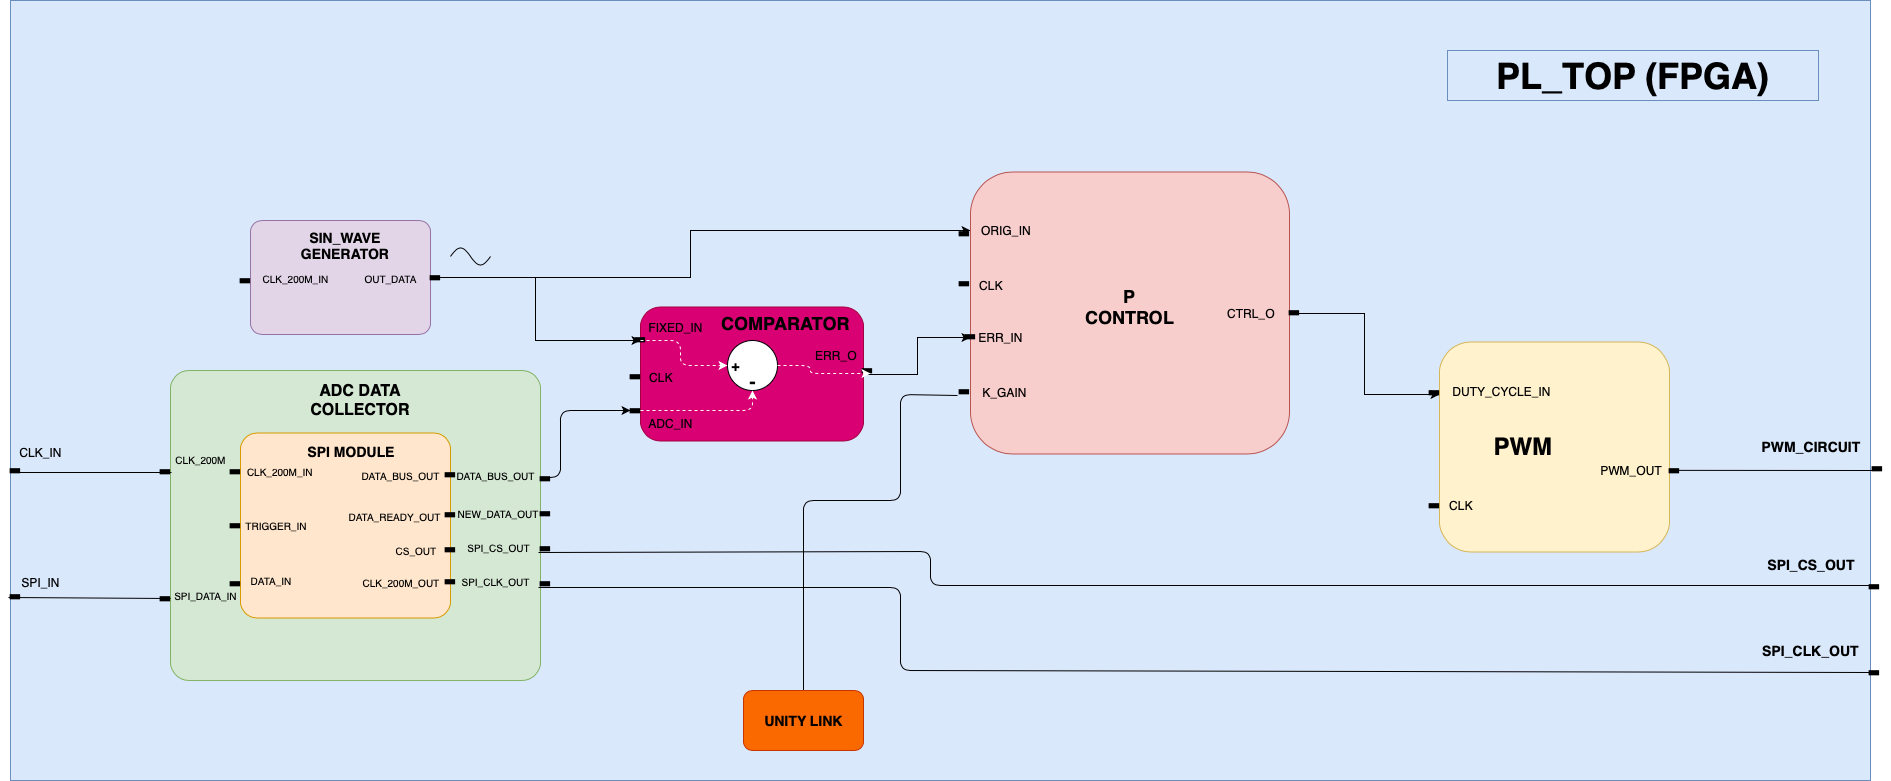 PL_TOP (FPGA)
SIN_WAVE
GENERATOR
CLK_200M_IN
OUT_DATA
ORIG_IN
CLK
P
CONTROL
CTRL_O
ERR_IN
K_GAIN
FIXED_IN
COMPARATOR
ERR_O
+
-
CLK
ADC_IN
ADC DATA
COLLECTOR
CLK_IN
CLK_200M
SPI MODULE
CLK_200M_IN
DATA_BUS_OUT
DATA_BUS_OUT
DATA_READY_OUT
NEW_DATA_OUT
TRIGGER_IN
CS_OUT
SPI_CS_OUT
SPI_IN
DATA_IN
CLK_200M_OUT
SPI_CLK_OUT
SPI_DATA_IN
DUTY_CYCLE_IN
PWM
PWM_OUT
CLK
PWM_CIRCUIT
SPI_CS_OUT
SPI_CLK_OUT
UNITY LINK